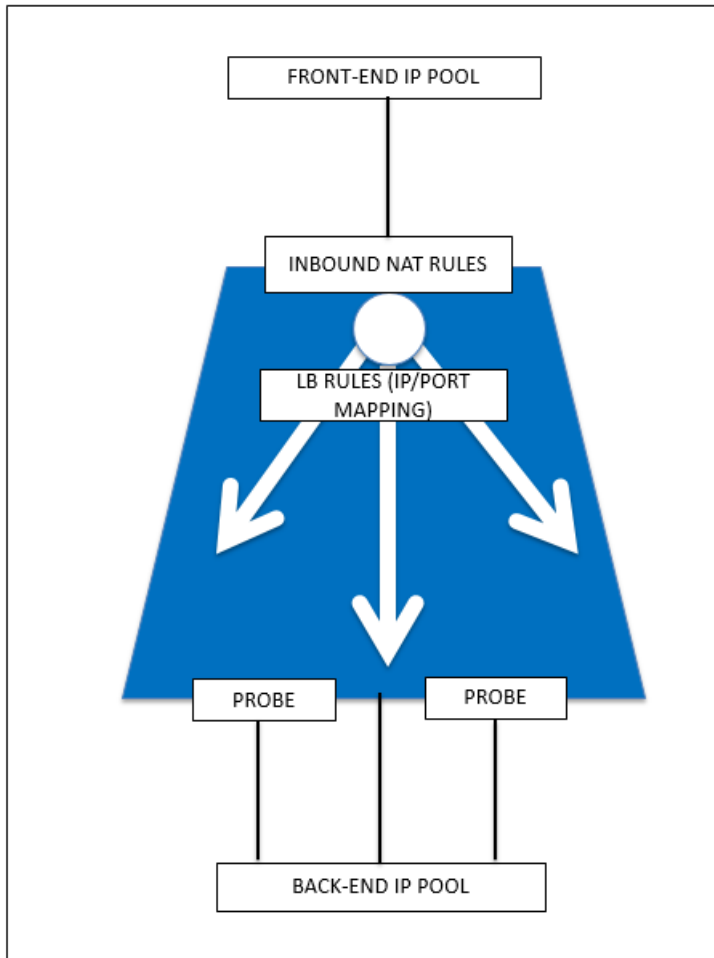 FRONT-END IP POOL
INBOUND NAT RULES
LB RULES (IP/PORT
MAPPING)
PROBE
PROBE
BACK-END IP POOL